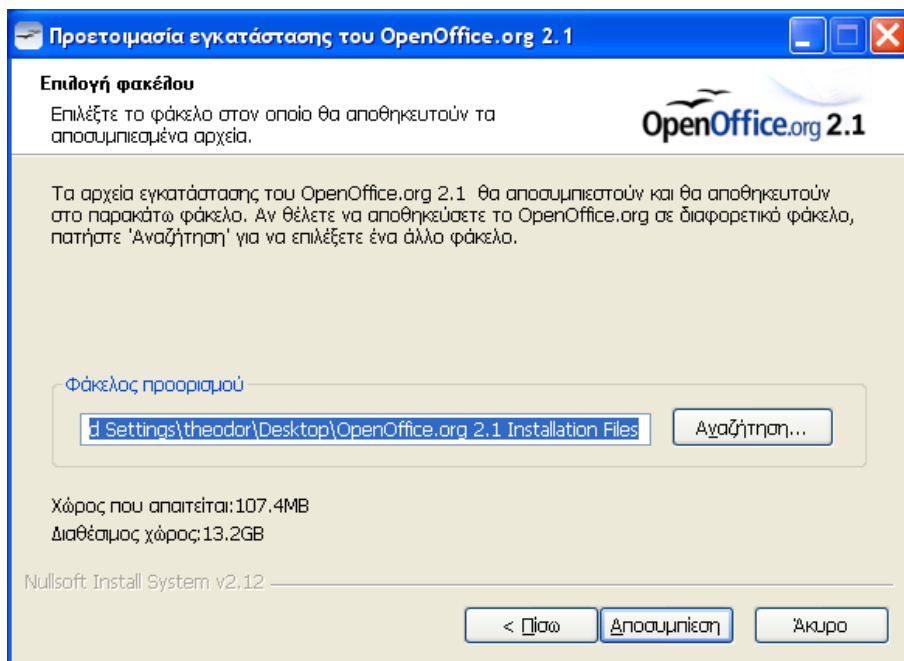 Προετοιμασία εγκατάστασης του OpenOffice.org 2.1
Επιλογή φακέλου
Επιλέξτε το φάκελο στον οποίο θα αποθηκευτούν τα
αποσυμπιεσμένα αρχεία.
OpenOffice.org 2.1
Τα αρχεία εγκατάστασης του OpenOffice.org 2.1 θα αποσυμπιεστούν και θα αποθηκευτούν
στο παρακάτω φάκελο. Αν θέλετε να αποθηκεύσετε το OpenOffice.org σε διαφορετικό φάκελο,
πατήστε 'Αναζήτηση' για να επιλέξετε ένα άλλο φάκελο.
Φάκελος προορισμού
d Settings\theodor\Desktop\OpenOffice.org 2.1 Installation Files
Αναζήτηση...
Χώρος που απαιτείται:107.4MB
Διαθέσιμος χώρος:13.2GB
Nullsoft Install System v2.12
< Πίσω
Αποσυμπίεση
Άκυρο